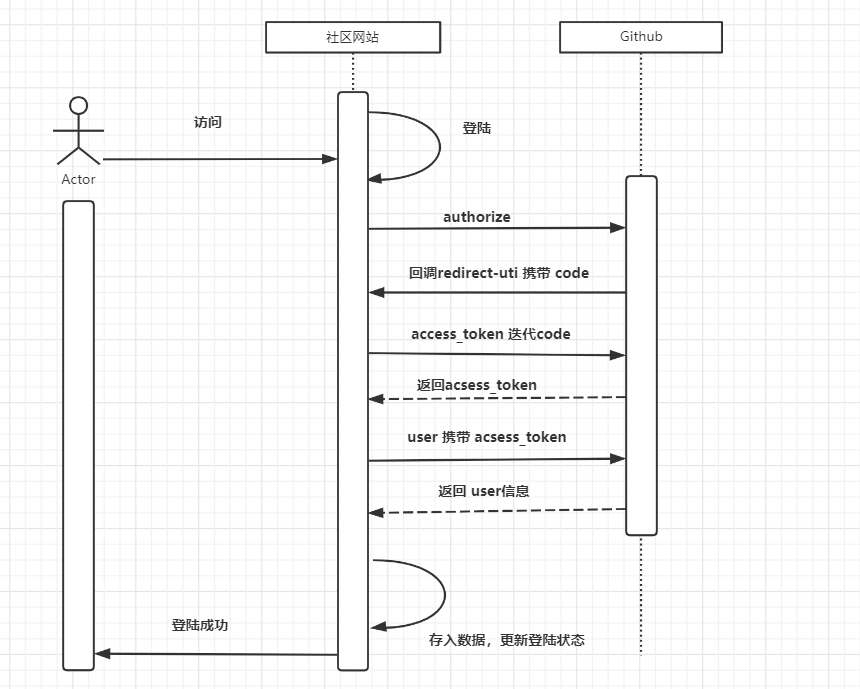 社区网站
Github
访问
登陆
Actor
authorize
回调redirect-uti 携带 code
access_token 迭代code
返回acsess_token
user 携带 acsess_token
返回 user信息
登陆成功
存入数据，更新登陆状态